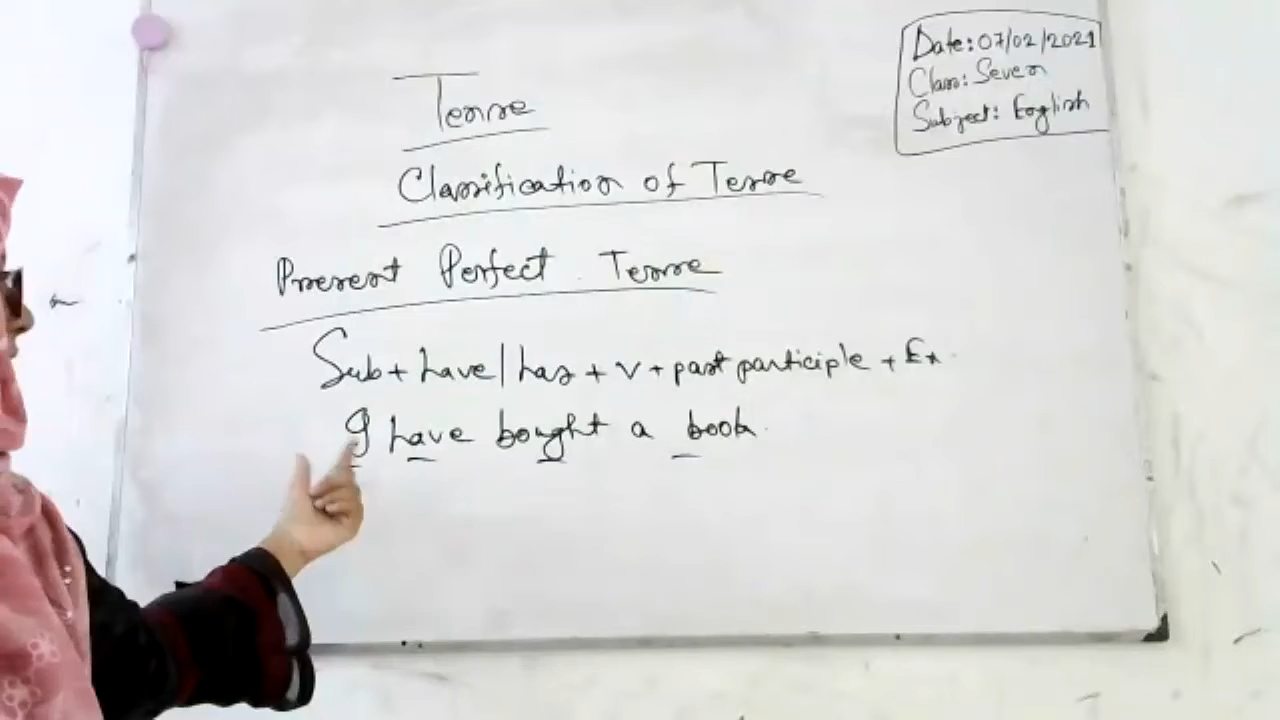 Date: 07/02/2021
Class: Seven
Subject: English
Tense
Classification of Tense
Present Perfect Tense
Sub + have/has + v + past participle + Ex.
I have bought a book.